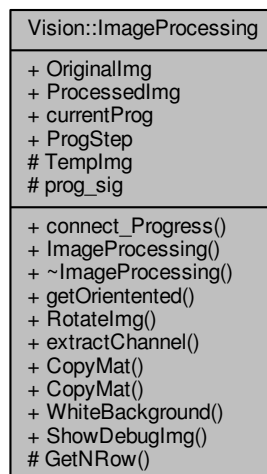 Vision::ImageProcessing
+ OriginalImg
+ ProcessedImg
+ currentProg
+ ProgStep
# TempImg
# prog_sig
+ connect_Progress()
+ ImageProcessing()
+ ~ImageProcessing()
+ getOrientented()
+ RotateImg()
+ extractChannel()
+ CopyMat()
+ CopyMat()
+ WhiteBackground()
+ ShowDebugImg()
# GetNRow()